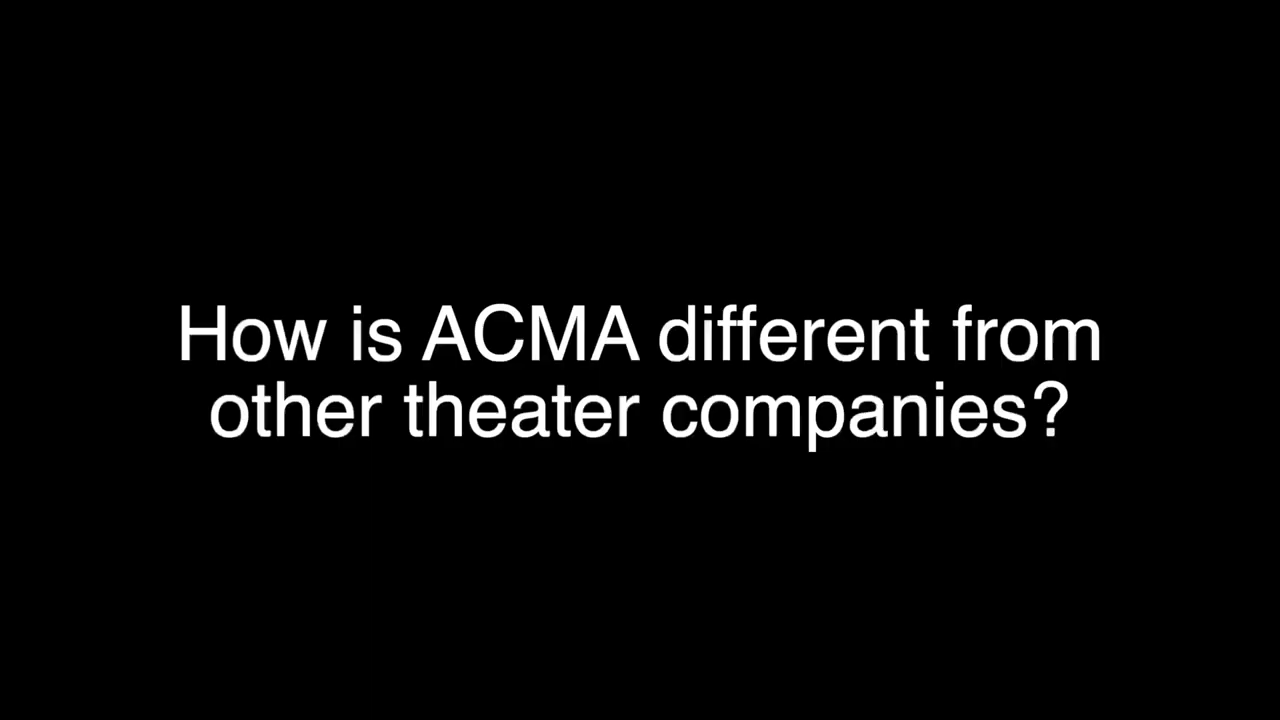 How is ACMA different from
other theater companies?